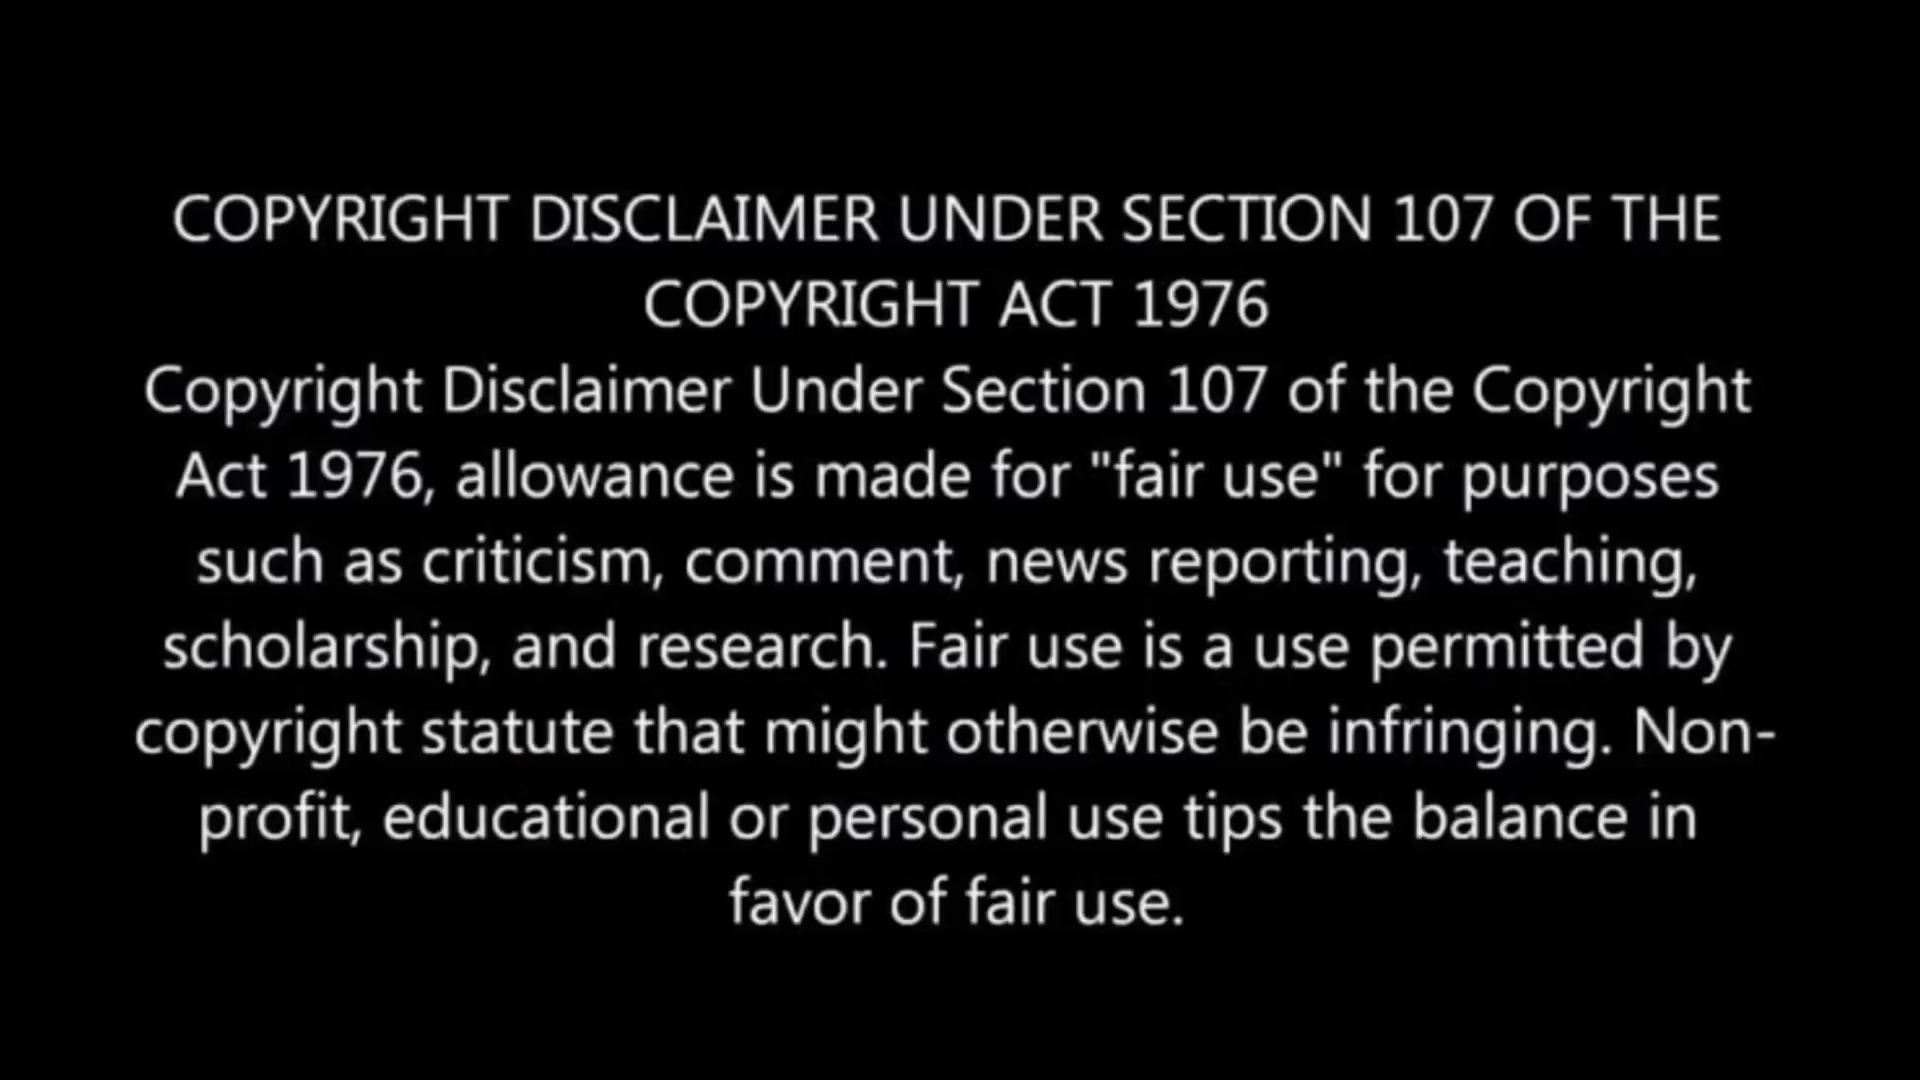 COPYRIGHT DISCLAIMER UNDER SECTION 107 OF THE
COPYRIGHT ACT 1976
Copyright Disclaimer Under Section 107 of the Copyright
Act 1976, allowance is made for "fair use" for purposes
such as criticism, comment, news reporting, teaching,
scholarship, and research. Fair use is a use permitted by
copyright statute that might otherwise be infringing. Non-
profit, educational or personal use tips the balance in
favor of fair use.